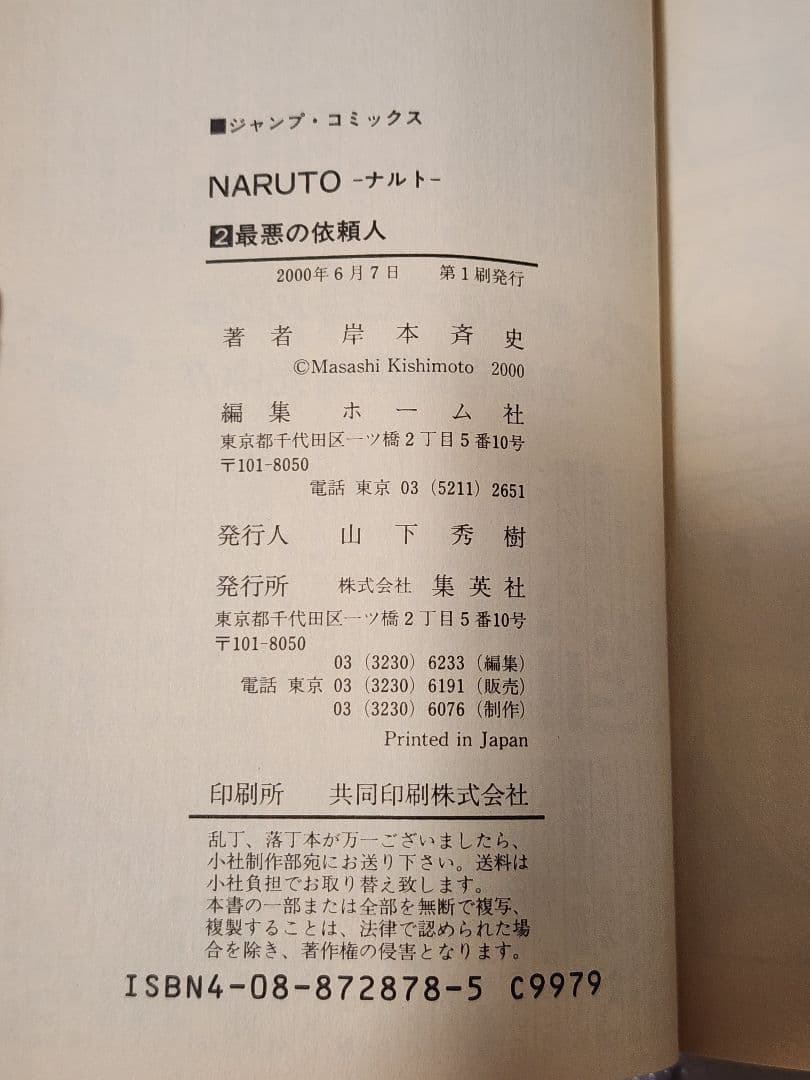 ■ジャンプ・コミックス
NARUTO -ナルト-
2最悪の依頼人
2000年6月7日 第1刷発行
著者 岸本斉史
©Masashi Kishimoto 2000
編集 ホーム社
東京都千代田区一ツ橋2丁目5番10号
〒101-8050
電話 東京 03 (5211) 2651
発行人 山下秀樹
発行所 株式会社 集英社
東京都千代田区一ツ橋2丁目5番10号
〒101-8050
03 (3230) 6233 (編集)
電話 東京 03 (3230) 6191 (販売)
03 (3230) 6076 (制作)
Printed in Japan
印刷所 共同印刷株式会社
乱丁、落丁本が万一ございましたら、
小社制作部宛にお送り下さい。送料は
小社負担でお取り替え致します。
本書の一部または全部を無断で複写、
複製することは、法律で認められた場
合を除き、著作権の侵害となります。
ISBN4-08-872878-5 C9979